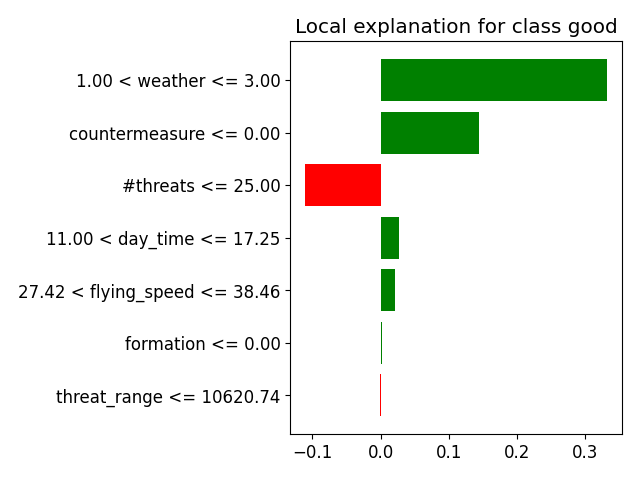 Local explanation for class good
1.00 < weather <= 3.00
countermeasure <= 0.00
#threats <= 25.00
11.00 < day_time <= 17.25
27.42 < flying_speed <= 38.46
formation <= 0.00
threat_range <= 10620.74
−0.1 0.0 0.1 0.2 0.3